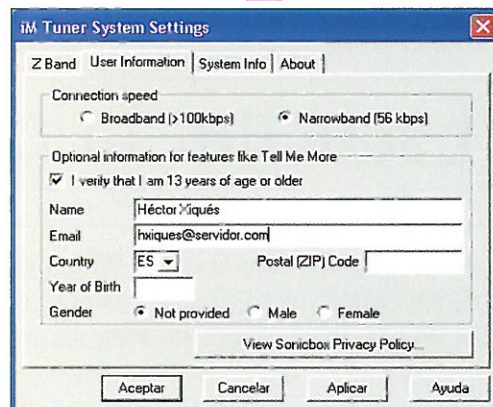 iM Tuner System Settings
Z Band User Information System Info About
Connection speed
Broadband (>100kbps) Narrowband (56 kbps)
Optional information for features like Tell Me More
I verify that I am 13 years of age or older
Name Héctor Xiqués
Email hxiques@servidor.com
Country ES Postal (ZIP) Code
Year of Birth
Gender Not provided Male Female
View Sonicbox Privacy Policy...
Aceptar Cancelar Aplicar Ayuda